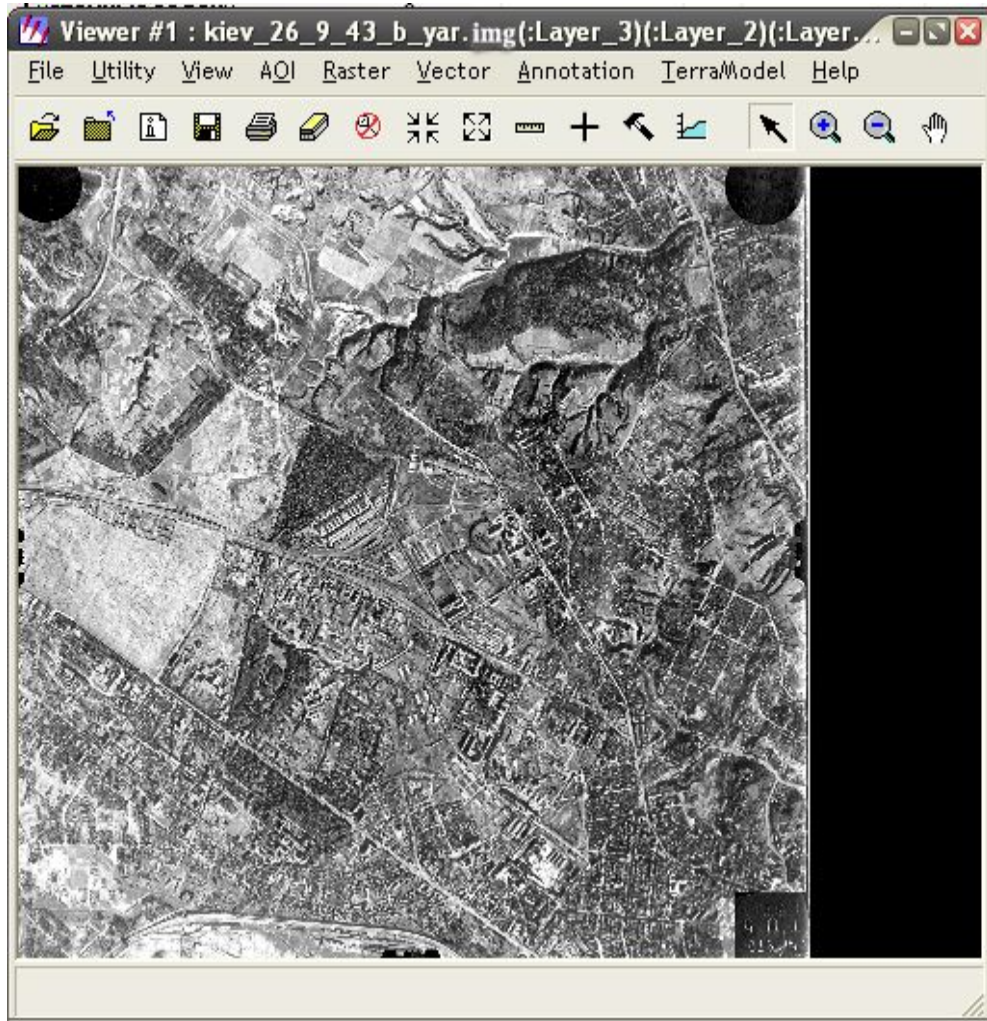 Viewer #1 : kiev_26_9_43_b_yar.img(:Layer_3)(:Layer_2)(:Layer...
File Utility View AOI Raster Vector Annotation TerraModel Help